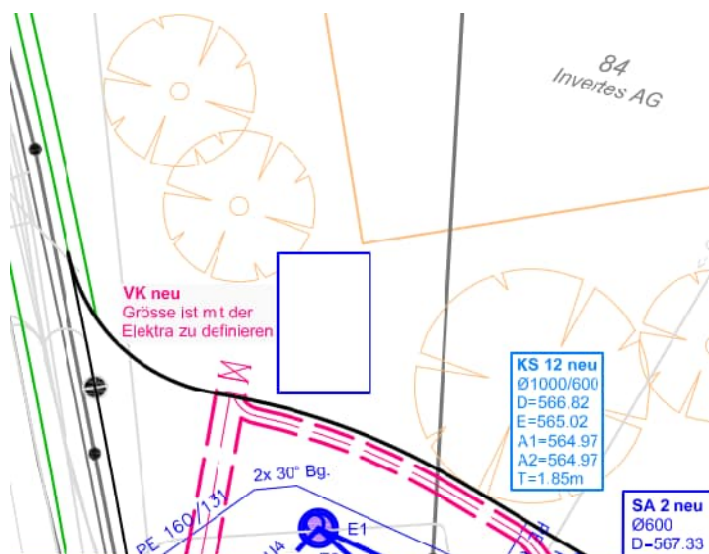 84
Invertes AG
VK neu
Grösse ist mit der
Elektra zu definieren
KS 12 neu
Ø1000/600
D=566.82
E=565.02
A1=564.97
A2=564.97
T=1.85m
2x 30° Bg.
PE 160/131
E1
SA 2 neu
Ø600
D=567.33